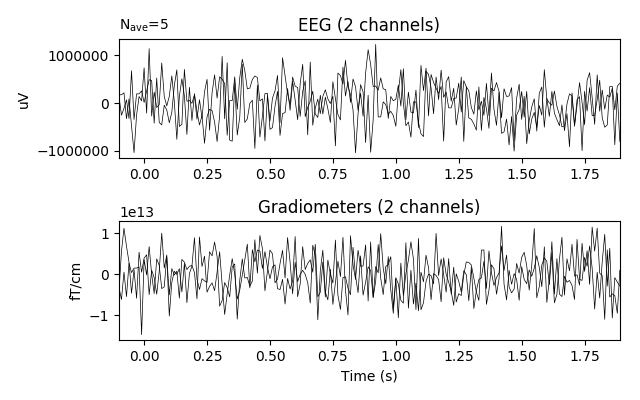 Nave=5
EEG (2 channels)
uV
1000000
0
−1000000
0.00 0.25 0.50 0.75 1.00 1.25 1.50 1.75
Gradiometers (2 channels)
1e13
fT/cm
1
0
−1
0.00 0.25 0.50 0.75 1.00 1.25 1.50 1.75
Time (s)